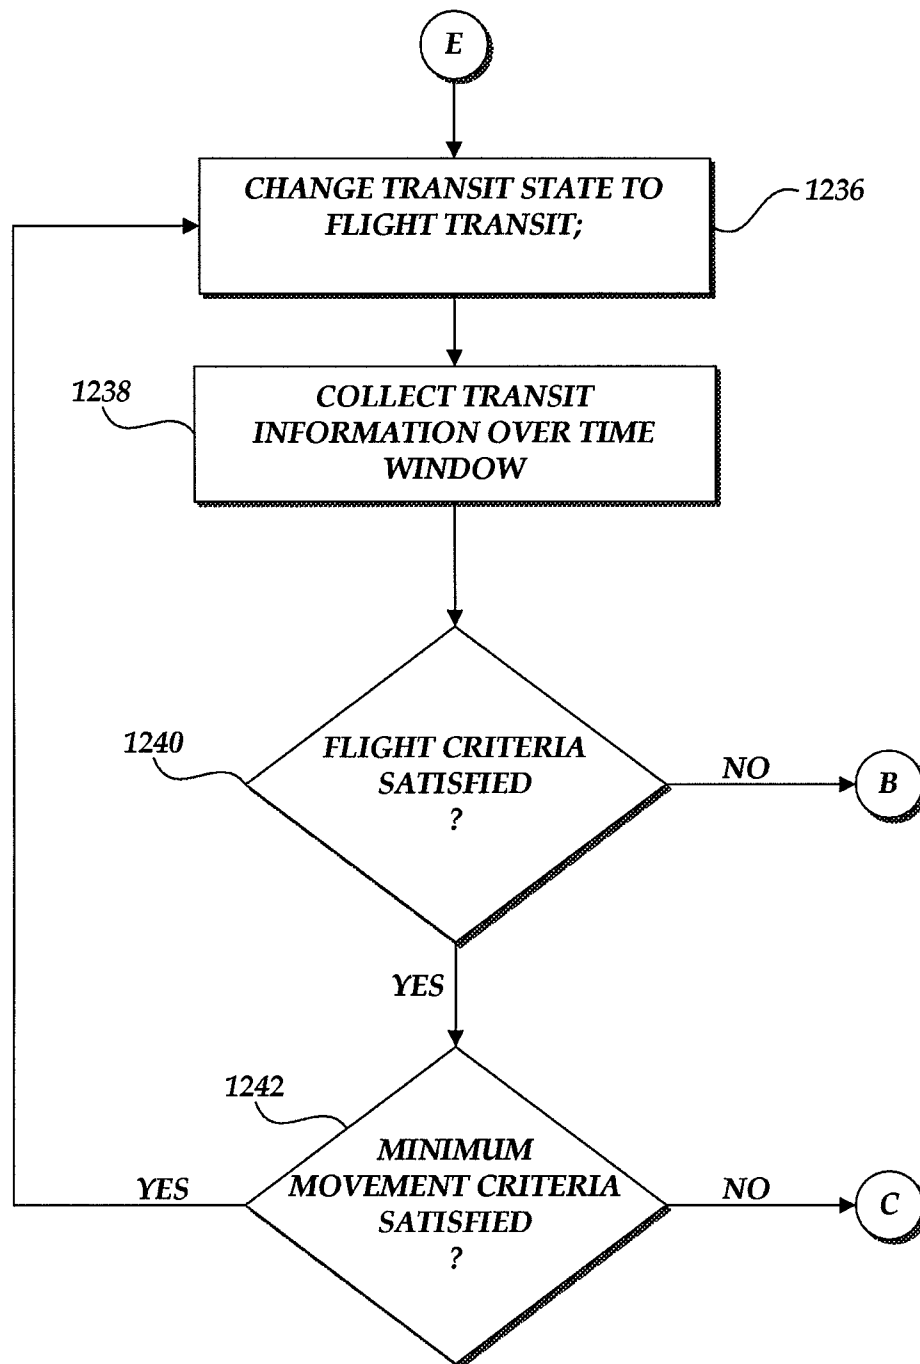 E
CHANGE TRANSIT STATE TO
FLIGHT TRANSIT;
1236
1238
COLLECT TRANSIT
INFORMATION OVER TIME
WINDOW
1240
FLIGHT CRITERIA
SATISFIED
?
NO
B
YES
1242
MINIMUM
MOVEMENT CRITERIA
SATISFIED
?
YES
NO
C